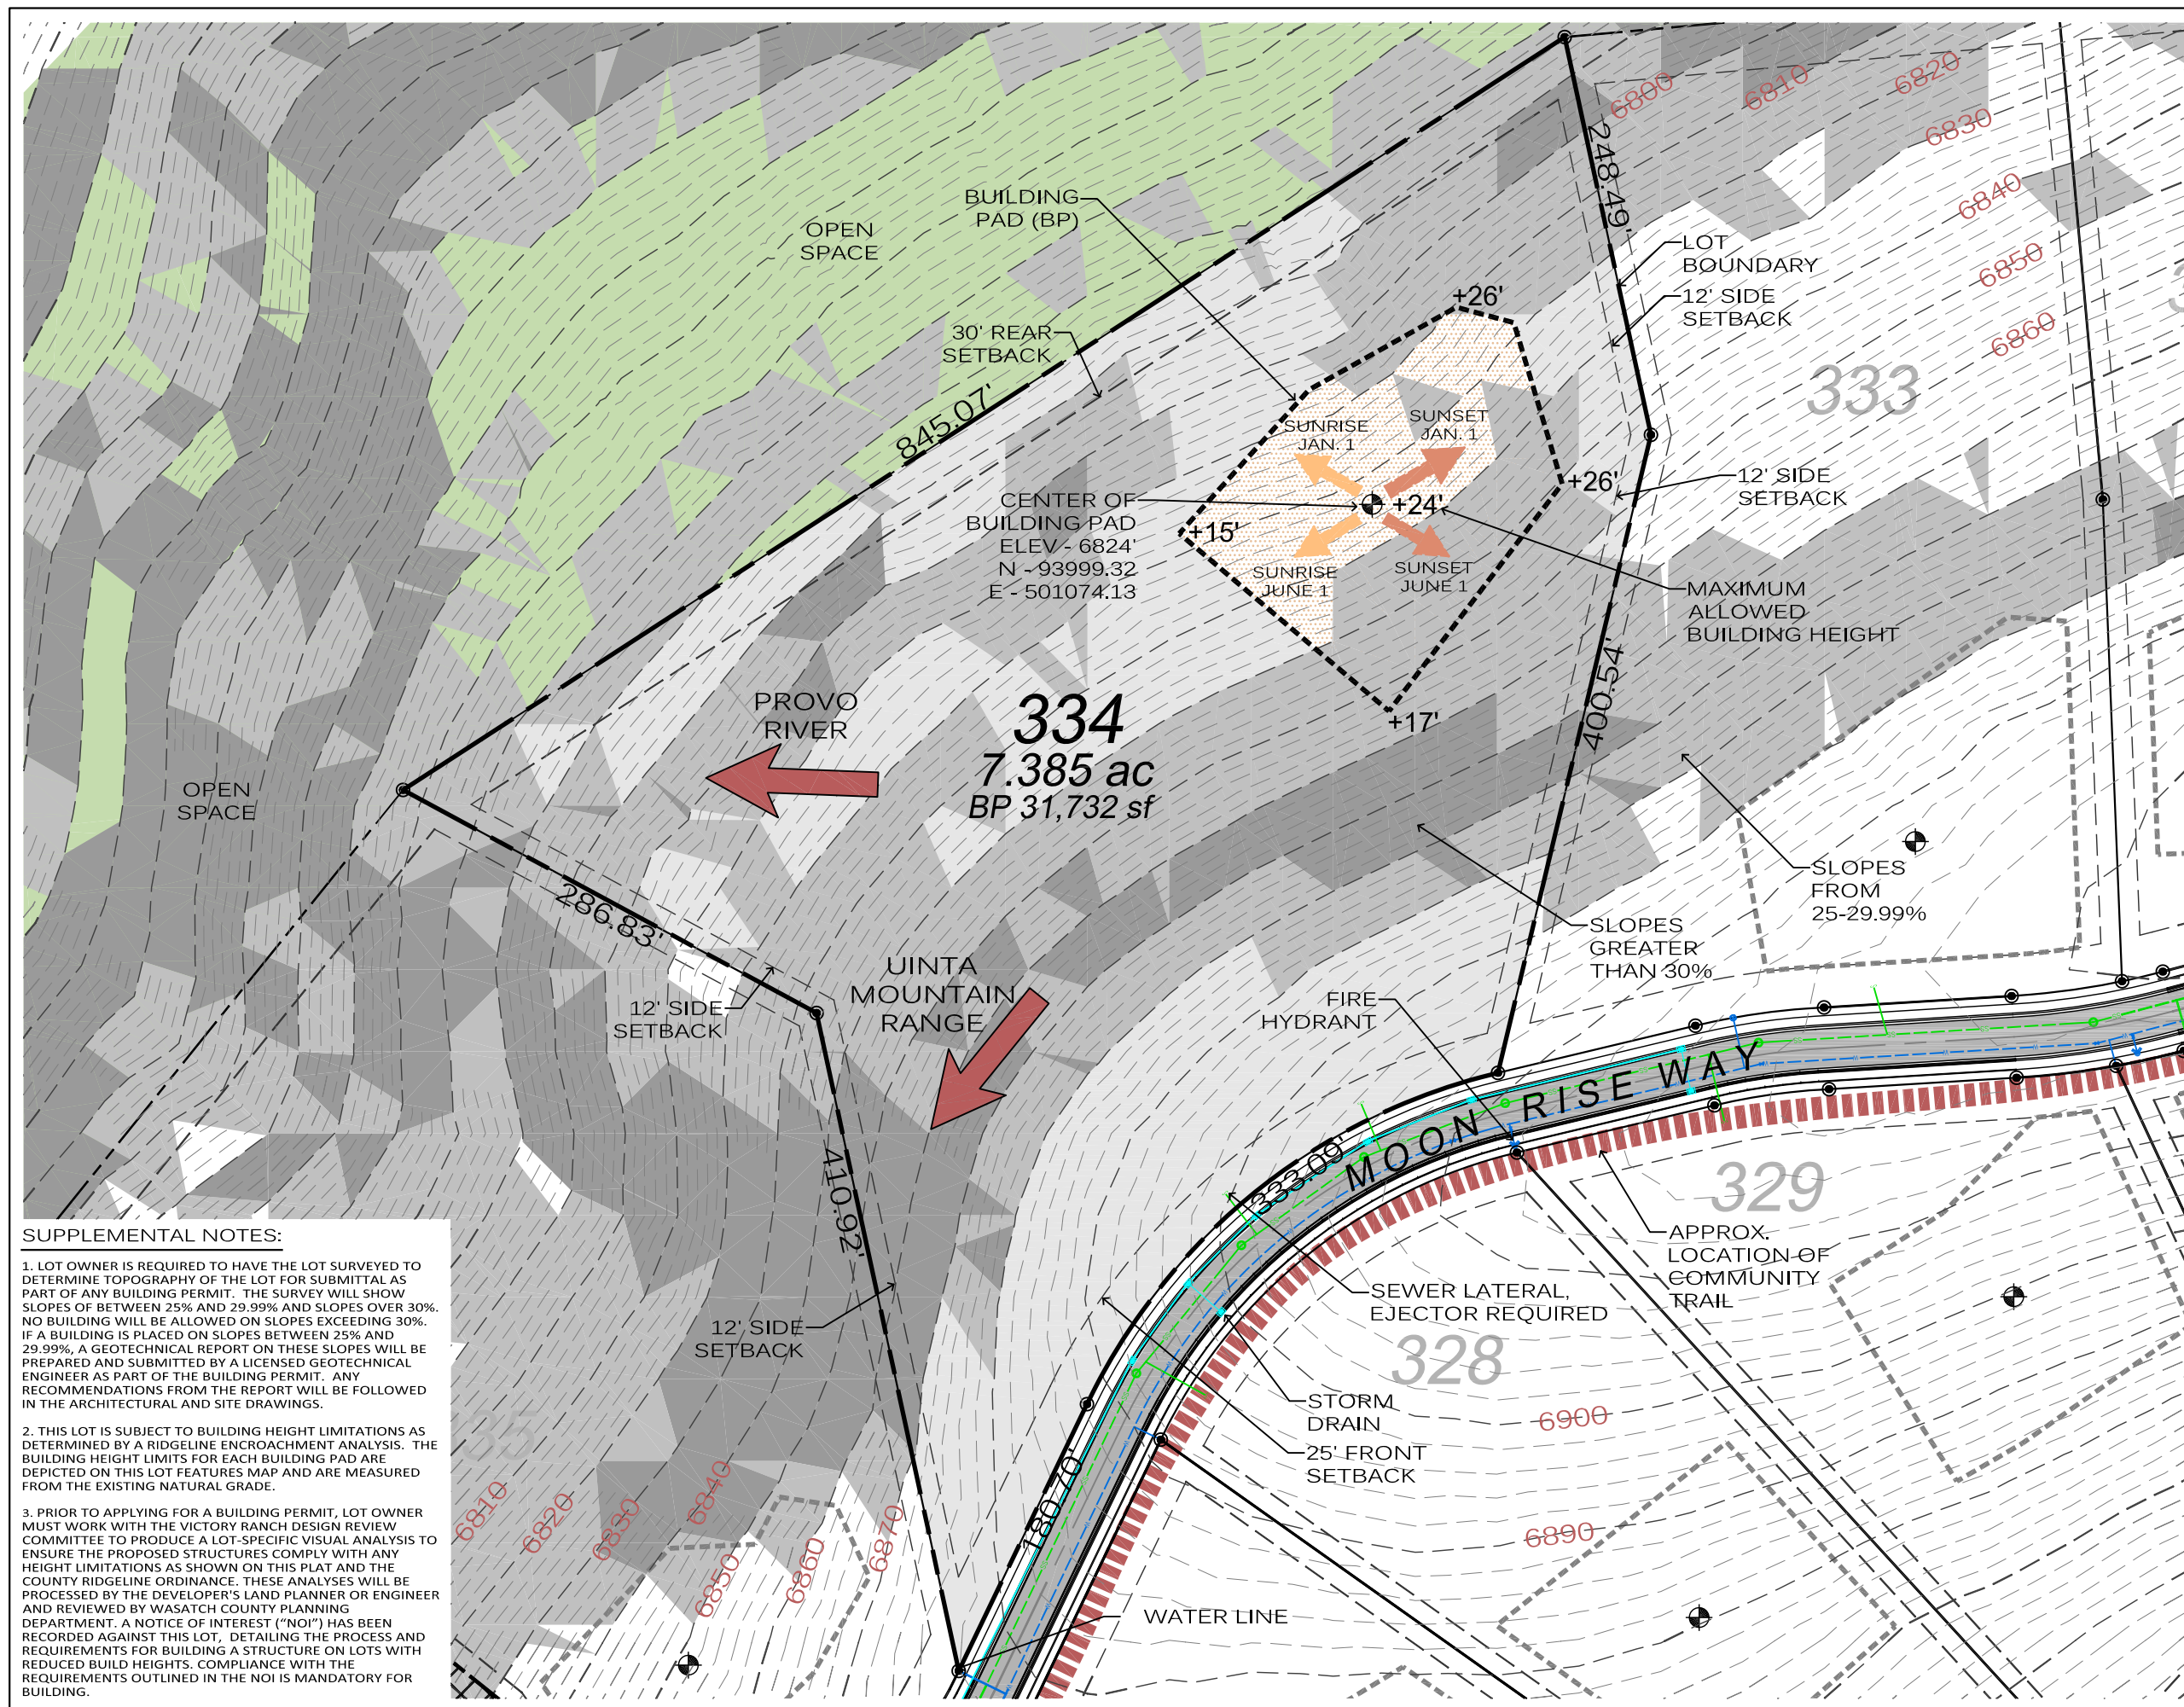 6800
6810
6820
6830
6840
6850
6860
248.49'
BUILDING
PAD (BP)
OPEN
SPACE
LOT
BOUNDARY
12' SIDE
SETBACK
+26'
30' REAR
SETBACK
333
845.07'
SUNRISE
JAN. 1
SUNSET
JAN. 1
+26'
12' SIDE
SETBACK
CENTER OF
BUILDING PAD
ELEV - 6824'
N - 93999.32
E - 501074.13
+24'
+15'
SUNRISE
JUNE 1
SUNSET
JUNE 1
MAXIMUM
ALLOWED
BUILDING HEIGHT
400.54'
+17'
PROVO
RIVER
334
7.385 ac
BP 31,732 sf
OPEN
SPACE
286.83'
SLOPES
FROM
25-29.99%
SLOPES
GREATER
THAN 30%
UINTA
MOUNTAIN
RANGE
12' SIDE
SETBACK
FIRE
HYDRANT
MOON RISE WAY
333.09'
410.92'
329
APPROX.
LOCATION OF
COMMUNITY
TRAIL
SEWER LATERAL,
EJECTOR REQUIRED
328
12' SIDE
SETBACK
STORM
DRAIN
25' FRONT
SETBACK
6900
6890
180.70'
WATER LINE
6810
6820
6830
6840
6850
6860
6870
SUPPLEMENTAL NOTES:
1. LOT OWNER IS REQUIRED TO HAVE THE LOT SURVEYED TO
DETERMINE TOPOGRAPHY OF THE LOT FOR SUBMITTAL AS
PART OF ANY BUILDING PERMIT. THE SURVEY WILL SHOW
SLOPES OF BETWEEN 25% AND 29.99% AND SLOPES OVER 30%.
NO BUILDING WILL BE ALLOWED ON SLOPES EXCEEDING 30%.
IF A BUILDING IS PLACED ON SLOPES BETWEEN 25% AND
29.99%, A GEOTECHNICAL REPORT ON THESE SLOPES WILL BE
PREPARED AND SUBMITTED BY A LICENSED GEOTECHNICAL
ENGINEER AS PART OF THE BUILDING PERMIT. ANY
RECOMMENDATIONS FROM THE REPORT WILL BE FOLLOWED
IN THE ARCHITECTURAL AND SITE DRAWINGS.
2. THIS LOT IS SUBJECT TO BUILDING HEIGHT LIMITATIONS AS
DETERMINED BY A RIDGELINE ENCROACHMENT ANALYSIS. THE
BUILDING HEIGHT LIMITS FOR EACH BUILDING PAD ARE
DEPICTED ON THIS LOT FEATURES MAP AND ARE MEASURED
FROM THE EXISTING NATURAL GRADE.
3. PRIOR TO APPLYING FOR A BUILDING PERMIT, LOT OWNER
MUST WORK WITH THE VICTORY RANCH DESIGN REVIEW
COMMITTEE TO PRODUCE A LOT-SPECIFIC VISUAL ANALYSIS TO
ENSURE THE PROPOSED STRUCTURES COMPLY WITH ANY
HEIGHT LIMITATIONS AS SHOWN ON THIS PLAT AND THE
COUNTY RIDGELINE ORDINANCE. THESE ANALYSES WILL BE
PROCESSED BY THE DEVELOPER'S LAND PLANNER OR ENGINEER
AND REVIEWED BY WASATCH COUNTY PLANNING
DEPARTMENT. A NOTICE OF INTEREST (“NOI”) HAS BEEN
RECORDED AGAINST THIS LOT, DETAILING THE PROCESS AND
REQUIREMENTS FOR BUILDING A STRUCTURE ON LOTS WITH
REDUCED BUILD HEIGHTS. COMPLIANCE WITH THE
REQUIREMENTS OUTLINED IN THE NOI IS MANDATORY FOR
BUILDING.